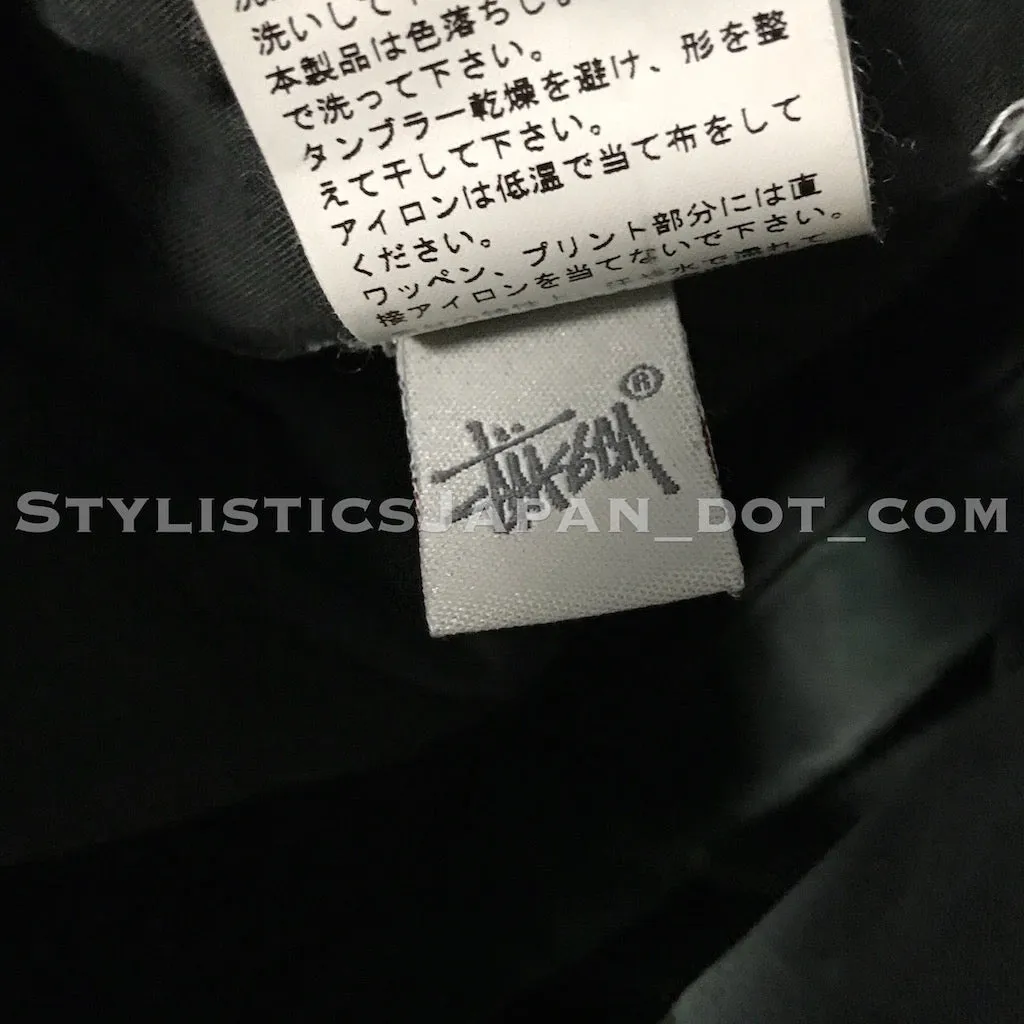 洗いして下
本製品は色落ちし
で洗って下さい。
タンブラー乾燥を避け、形を整
えて干して下さい。
アイロンは低温で当て布をして
ください。
ワッペン、プリント部分には直
接アイロンを当てないで下さい。
Stüssy ®
StylisticsJapan_dot_com